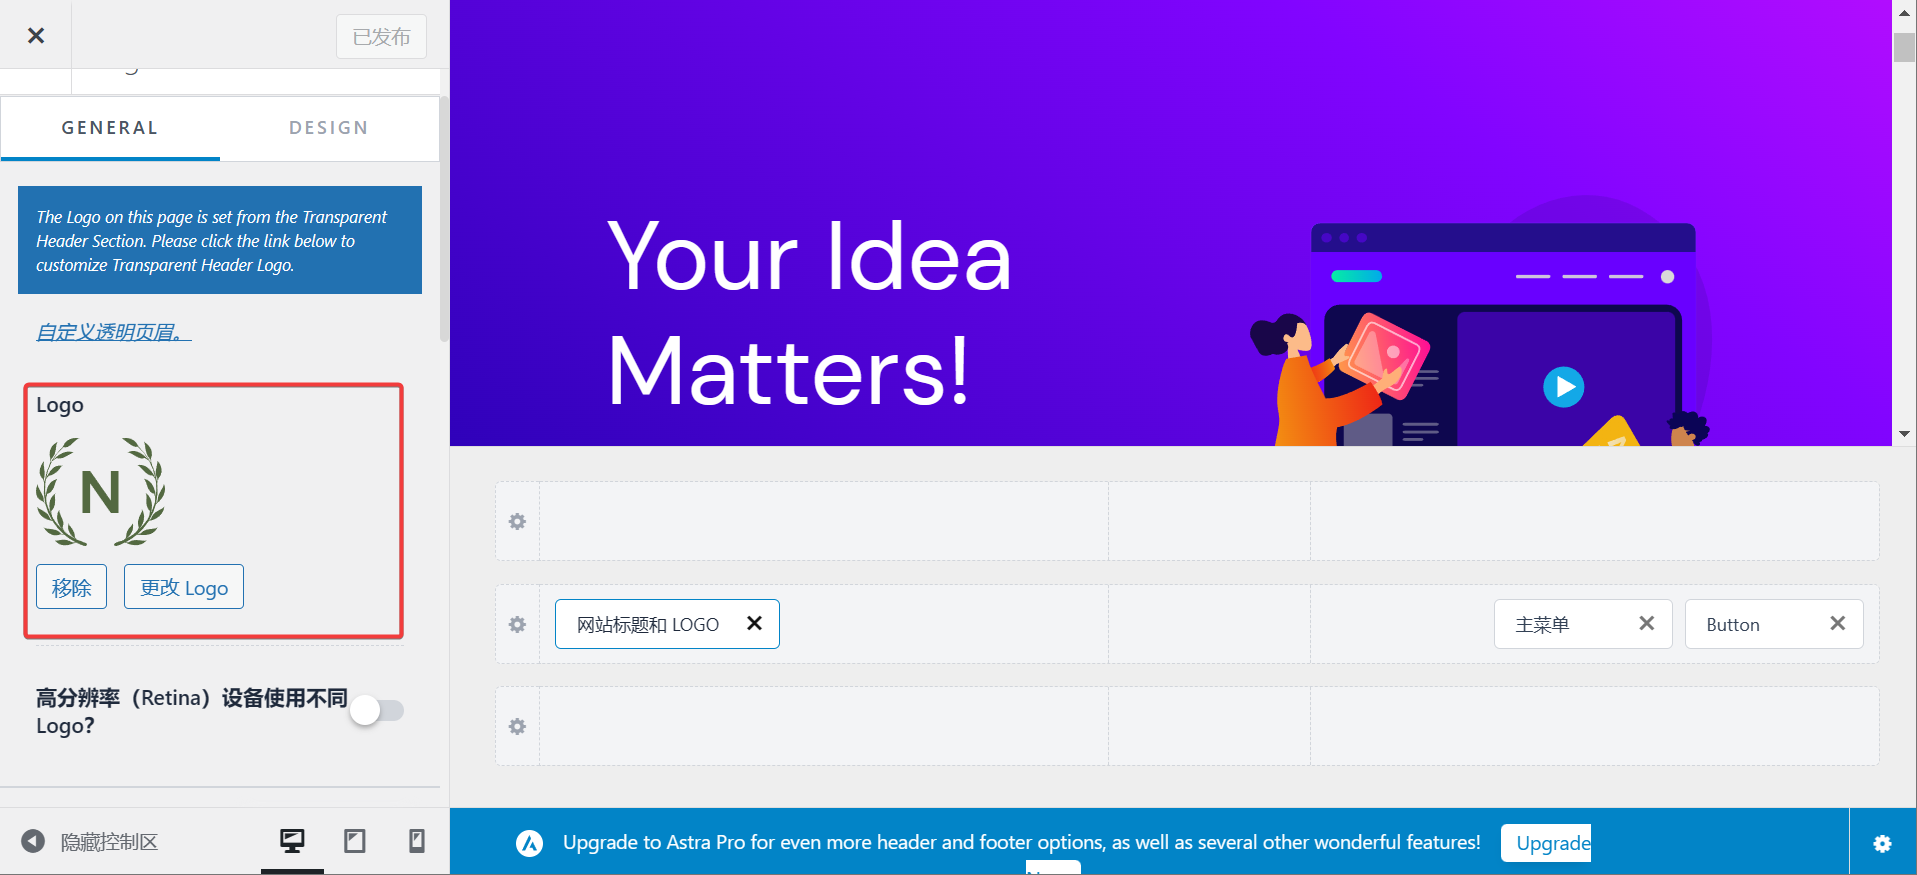 已发布
GENERAL
DESIGN
The Logo on this page is set from the Transparent
Header Section. Please click the link below to
customize Transparent Header Logo.
自定义透明页眉。
Logo
N
移除
更改 Logo
高分辨率（Retina）设备使用不同
Logo？
隐藏控制区
Your Idea
Matters!
网站标题和 LOGO
主菜单
Button
Upgrade to Astra Pro for even more header and footer options, as well as several other wonderful features!
Upgrade